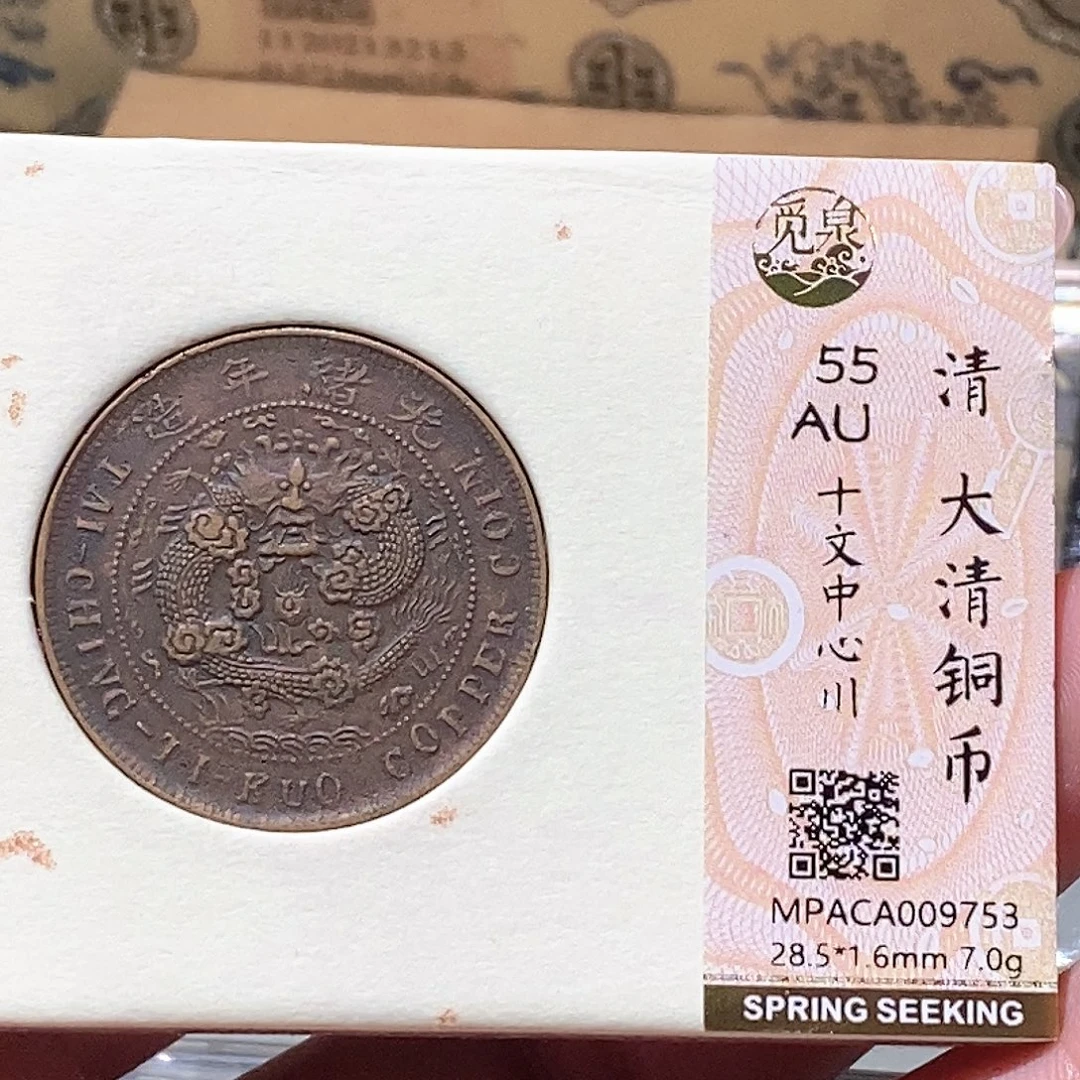 光緒年造
TAI-CHING-TI-KUO COPPER COIN
觅泉
清 大清铜币
55
AU
十文中心川
MPACA009753
28.5*1.6mm 7.0g
SPRING SEEKING